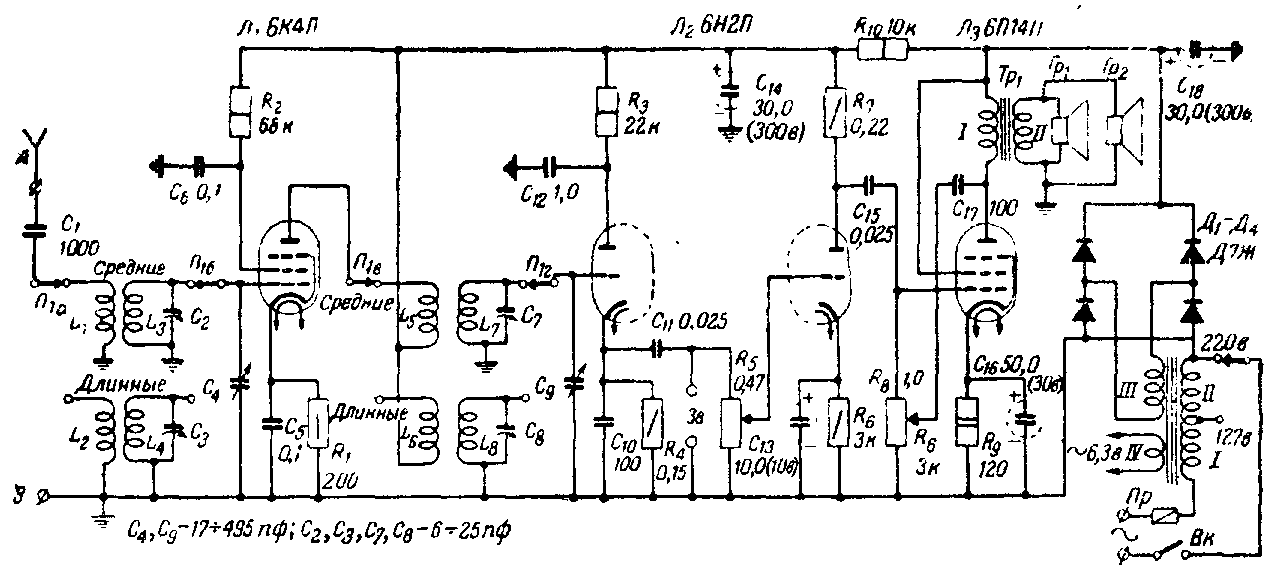 Л₁ 6К4П
Л₂ 6Н2П
R₁₀ 10к
Л₃ 6П14П
R₂
68к
R₃
22к
C₁₄
30,0
(300в)
R₇
0,22
Тр₁
Гр₁
Гр₂
C₁₈
30,0 (300в)
I
II
C₆ 0,1
C₁₂ 1,0
C₁₅
0,025
C₁₇
100
C₁
1000
Средние
П₁б
П₁в
Средние
П₁г
Д₁-Д₄
Д7Ж
П₁а
L₁
L₃
C₂
L₅
L₇
C₇
C₁₁ 0,025
220в
Длинные
C₄
Длинные
C₉
R₅
0,47
Зв
R₈ 1,0
C₁₆ 50,0
(30в)
III
II
L₂
L₄
C₃
C₅
0,1
R₁
200
L₆
L₈
C₈
C₁₀
100
R₄
0,15
C₁₃
10,0(10в)
R₆
3к
R₆
3к
R₉
120
127в
~6,3в IV
I
З
Пр
~
Вк
C₄, C₉-17÷495 пф; C₂, C₃, C₇, C₈-6÷25пф